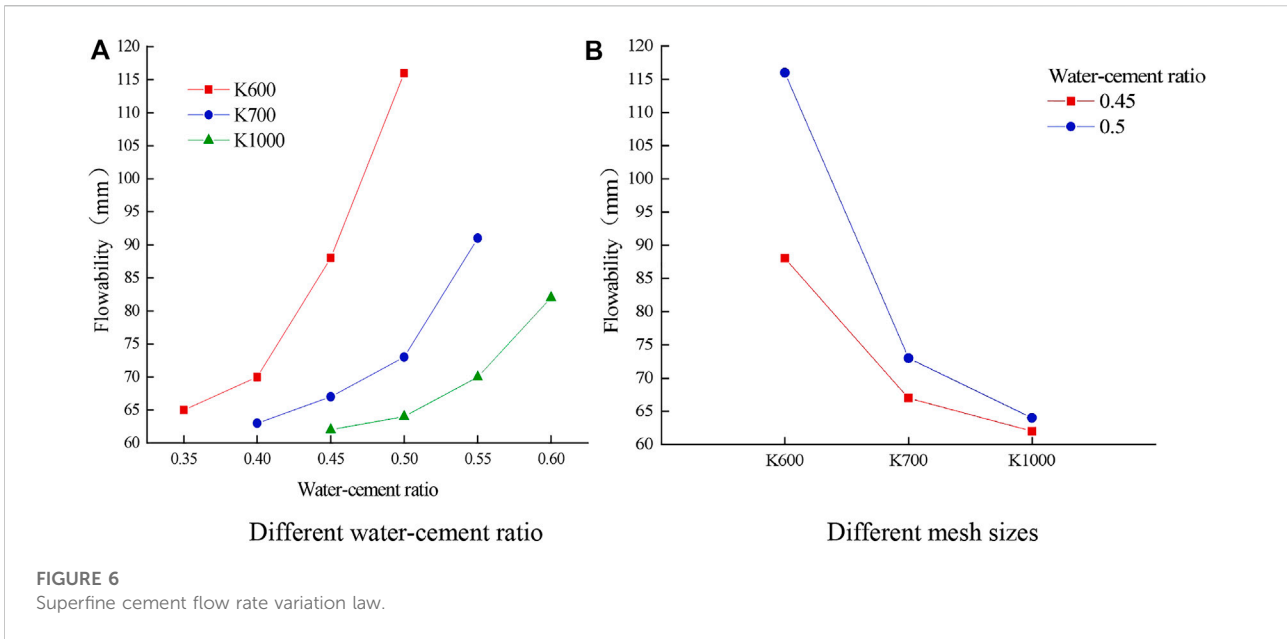 A
120
115
110
105
100
95
90
85
80
75
70
65
60
Flowability (mm)
K600
K700
K1000
0.35 0.40 0.45 0.50 0.55 0.60
Water-cement ratio
Different water-cement ratio
B
120
115
110
105
100
95
90
85
80
75
70
65
60
Flowability (mm)
Water-cement ratio
0.45
0.5
K600 K700 K1000
Different mesh sizes
FIGURE 6
Superfine cement flow rate variation law.